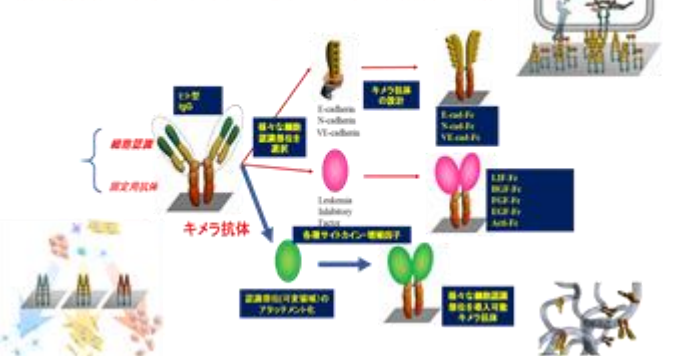 ヒト型
IgG
細胞認識
固定用抗体
キメラ抗体
様々な細胞
認識部位を
選択
E-cadherin
N-cadherin
VE-cadherin
キメラ抗体
の設計
E-cad-Fc
N-cad-Fc
VE-cad-Fc
Leukemia
Inhibitory
Factor
LIF-Fc
HGF-Fc
FGF-Fc
EGF-Fc
各種サイトカイン・増殖因子
認識部位(可変領域)の
アタッチメント化
様々な細胞認識
部位を導入可能
キメラ抗体